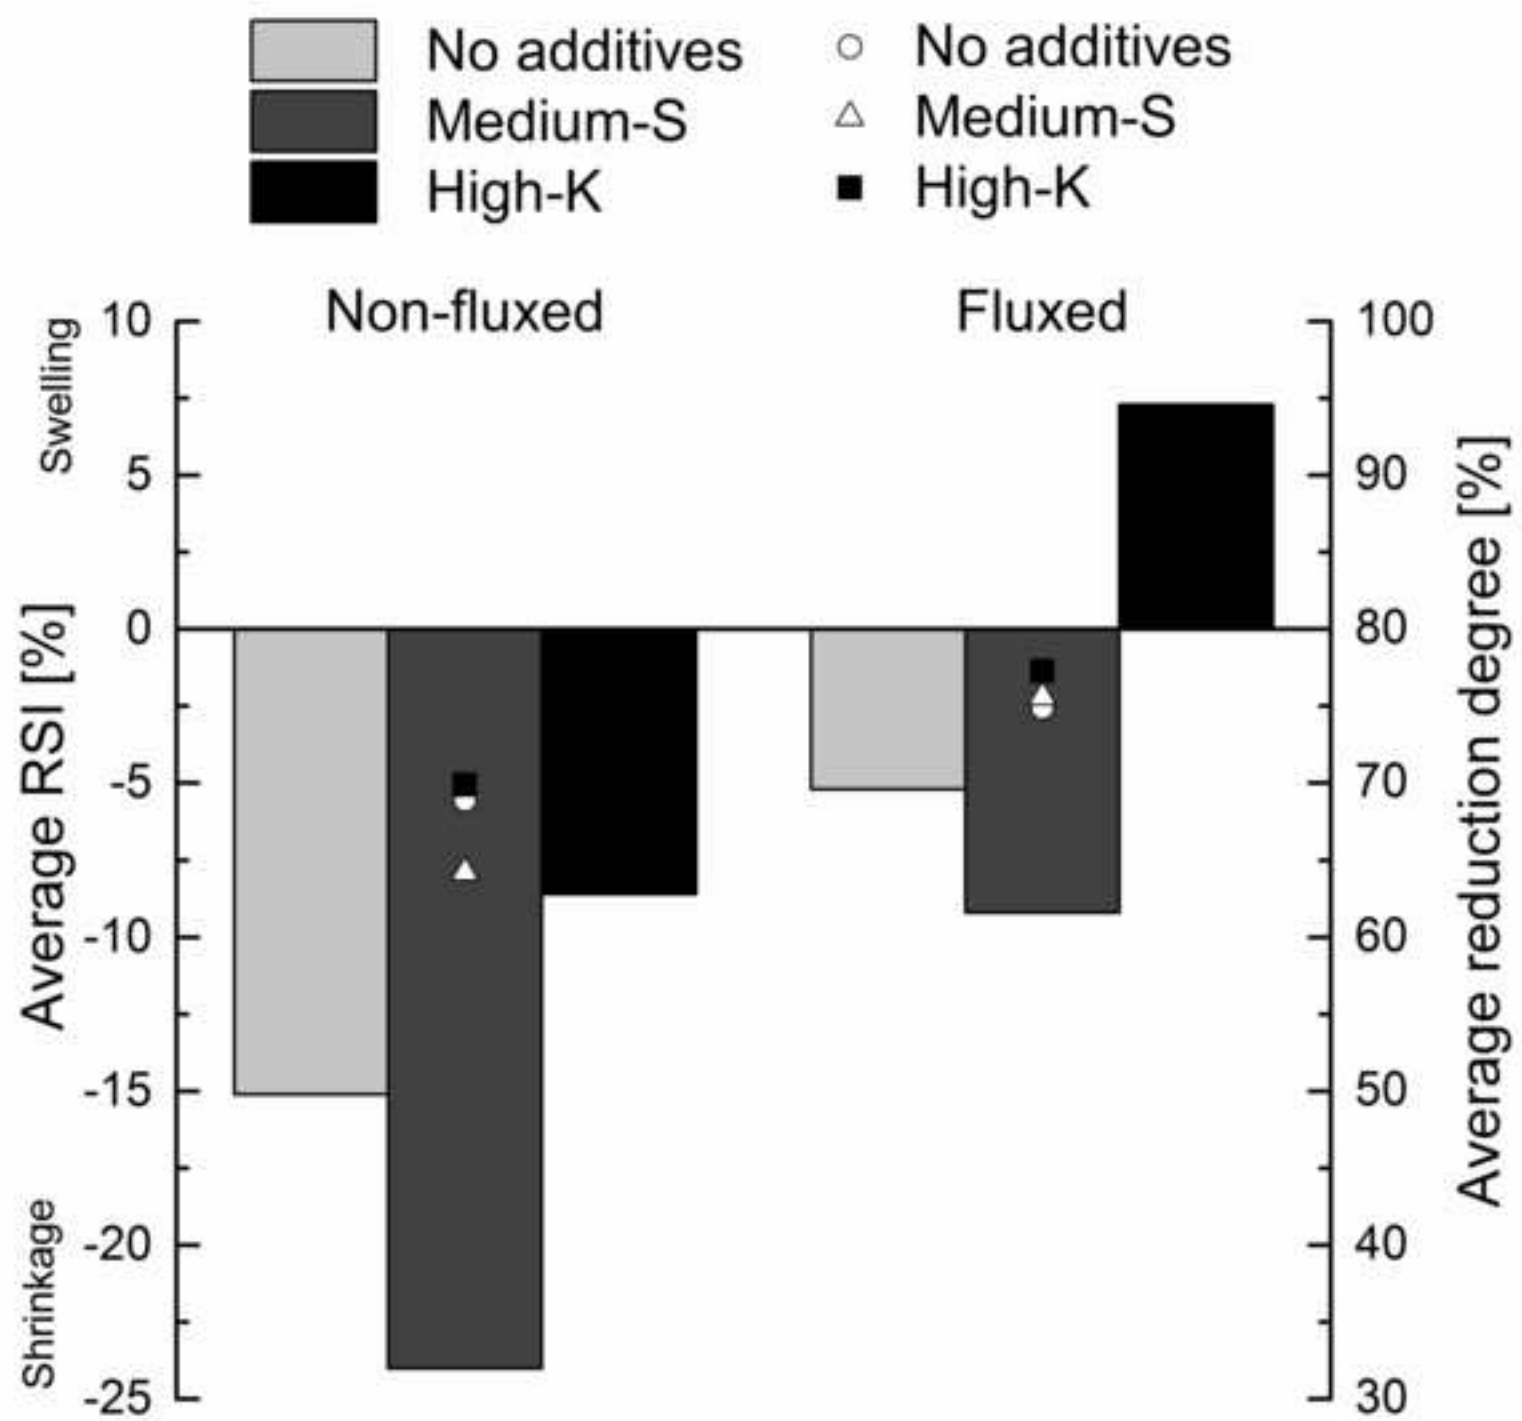 No additives
Medium-S
High-K
No additives
Medium-S
High-K
Non-fluxed
Fluxed
Swelling
Average RSI [%]
Shrinkage
10
5
0
-5
-10
-15
-20
-25
100
90
80
70
60
50
40
30
Average reduction degree [%]